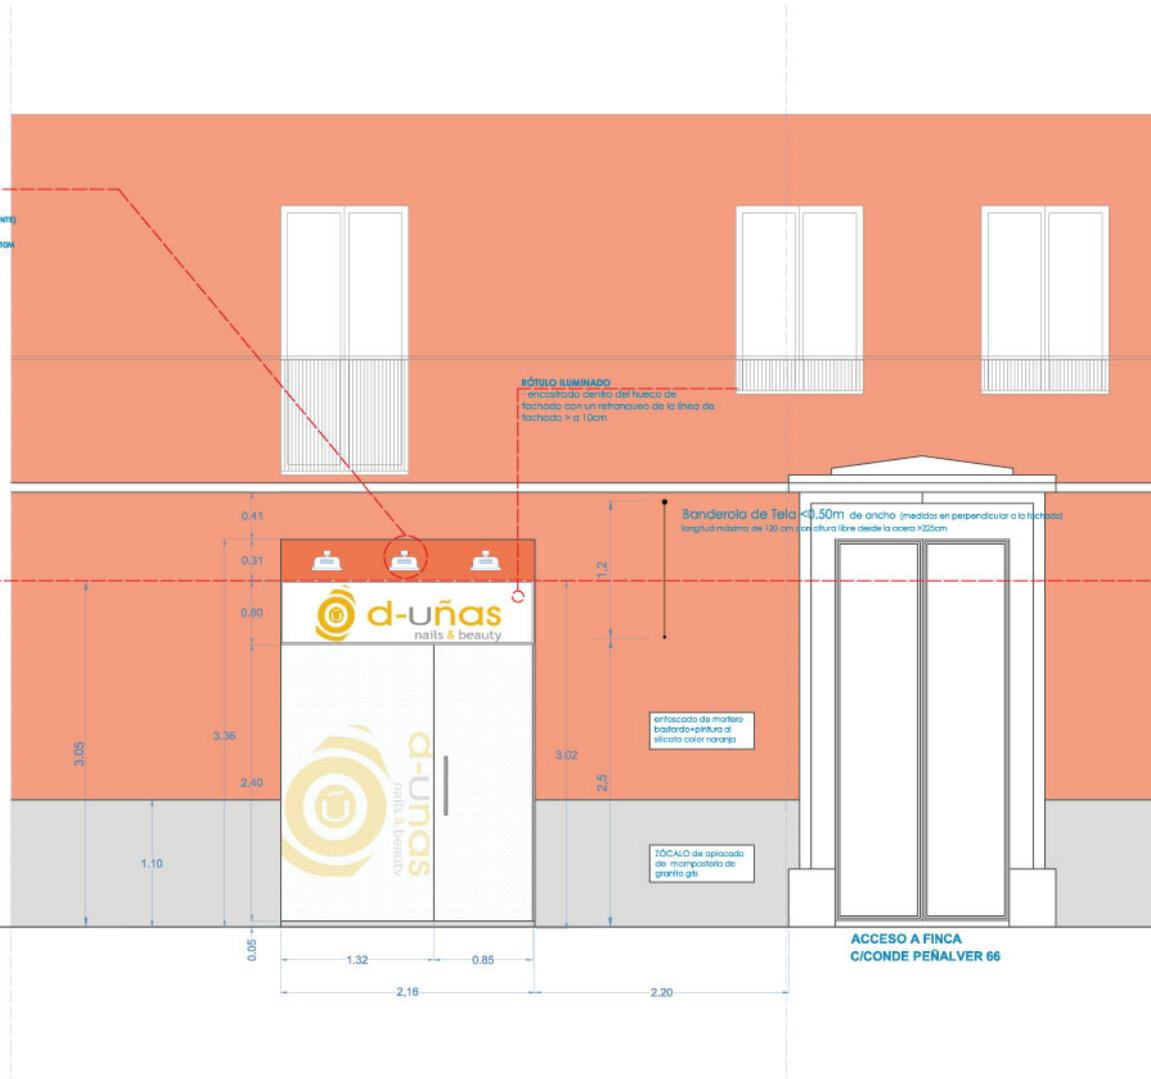 NTE)
10M
RÓTULO ILUMINADO
- encastrado dentro del hueco de
fachada con un retranqueo de la línea de
fachada > a 10cm
0.41
Banderola de Tela <0.50m de ancho (medidas en perpendicular a la fachada)
longitud máxima de 120 cm con altura libre desde la acera >225cm
0.31
1,2
0.60
d-uñas
nails & beauty
enfoscado de mortero
bastardo+pintura al
silicato color naranja
3.05
3.36
2.40
3.02
2,5
d-uñas
nails & beauty
1.10
ZÓCALO de aplacado
de mampostería de
granito gris
0.05
1.32
0.85
ACCESO A FINCA
C/CONDE PEÑALVER 66
2,16
2.20